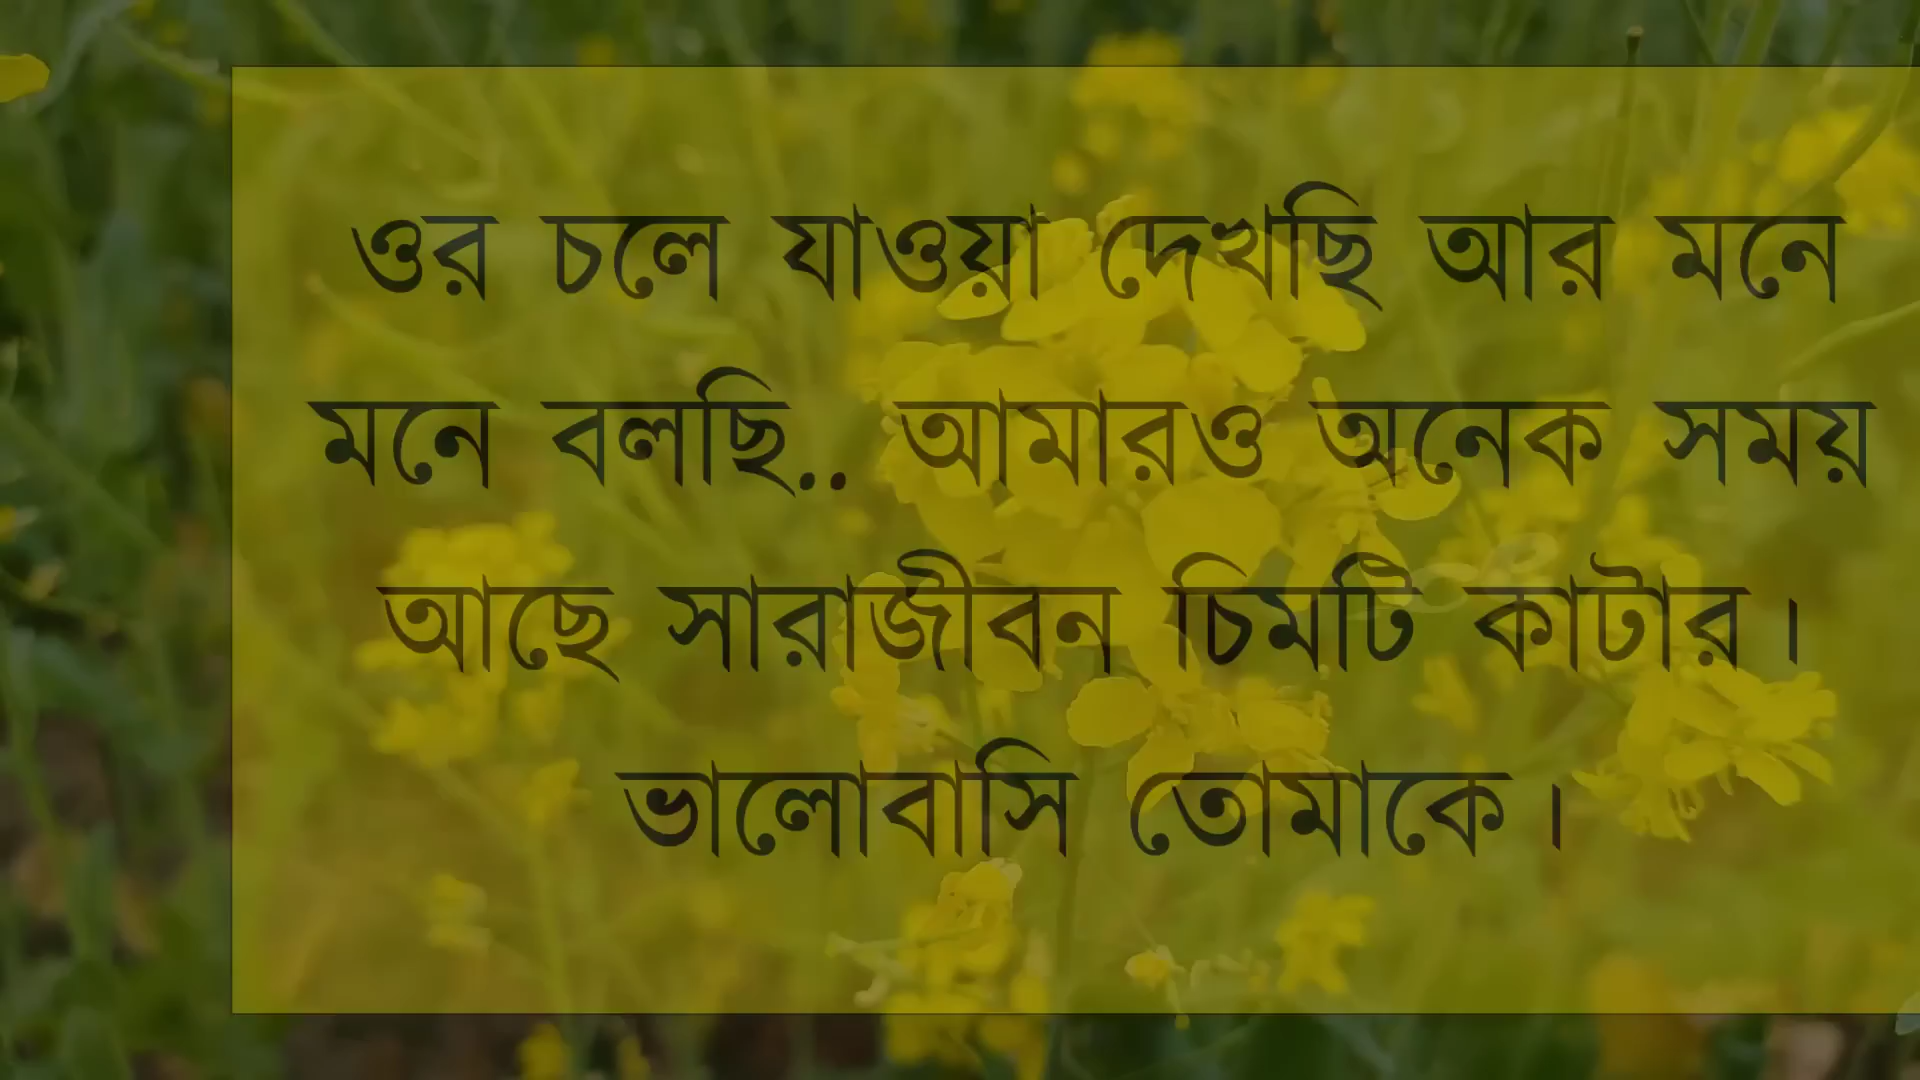 ওর চলে যাওয়া দেখছি আর মনে
মনে বলছি.. আমারও অনেক সময়
আছে সারাজীবন চিমটি কাটার।
ভালোবাসি তোমাকে।